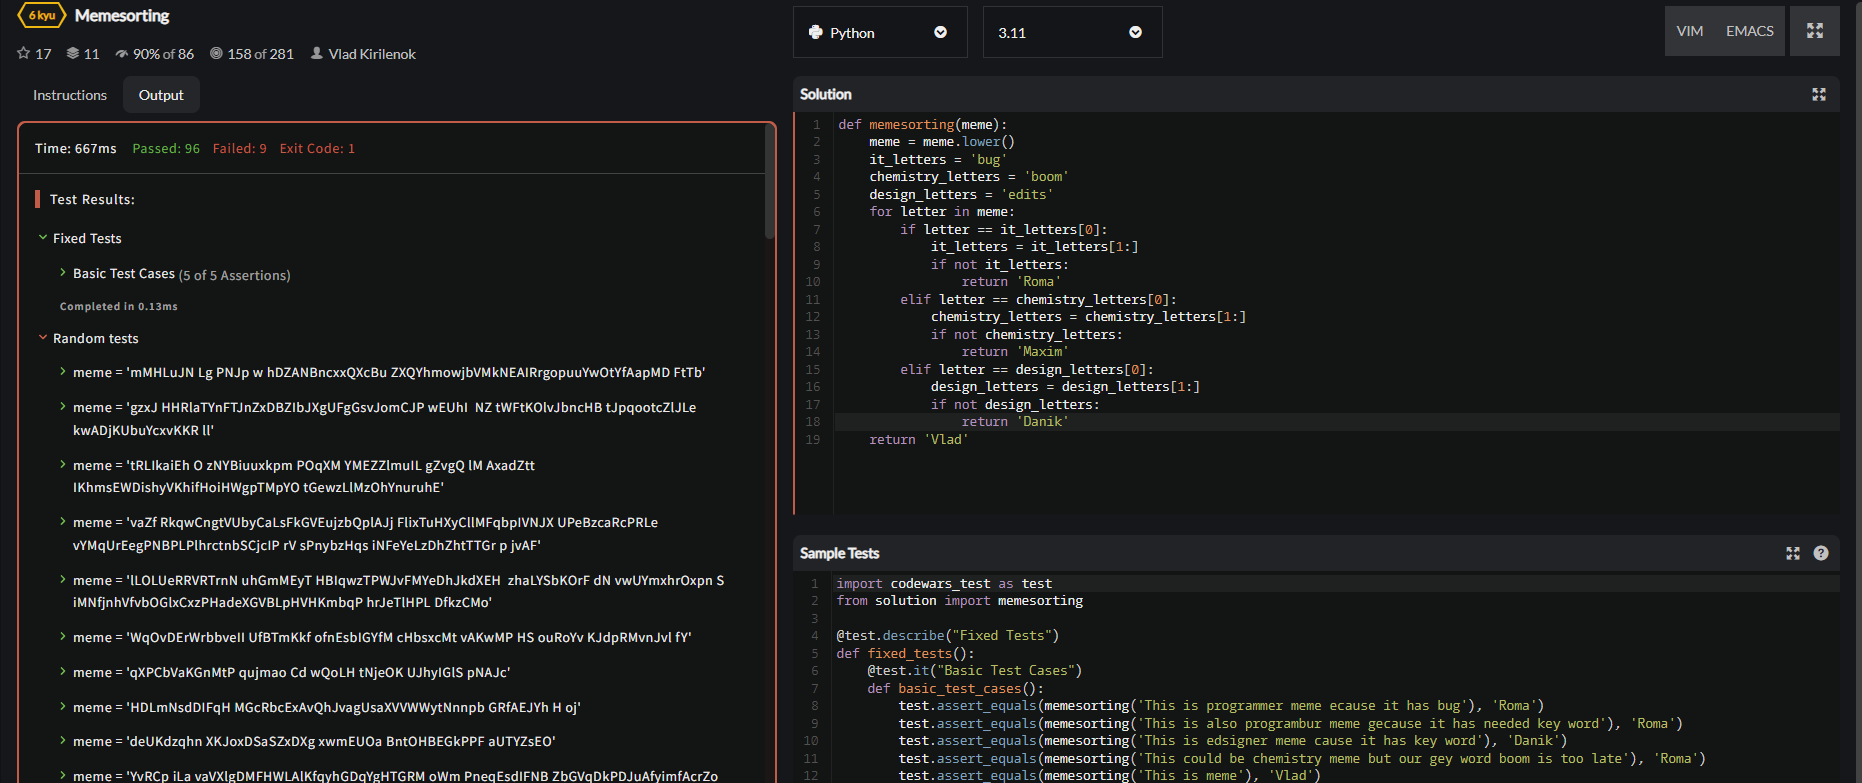 6 kyu Memesorting
17 11 90% of 86 158 of 281 Vlad Kirilenok
Instructions Output
Time: 667ms Passed: 96 Failed: 9 Exit Code: 1
Test Results:
Fixed Tests
Basic Test Cases (5 of 5 Assertions)
Completed in 0.13ms
Random tests
meme = 'mMHLuJN Lg PNJp w hDZANBncxxQXcBu ZXQYhmowjbVMkNEAIRrgopuuYwOtYfAapMD FtTb'
meme = 'gzxJ HHRlaTYnFTJnZxDBZIbJXgUFgGsvJomCJP wEUhI  NZ tWFtKOlvJbncHB tJpqootcZlJLe
kwADjKUbuYcxvKKR ll'
meme = 'tRLIkaiEh O zNYBiuuxkpm POqXM YMEZZlmuIL gZvgQ lM AxadZtt
IKhmsEWDishyVKhifHoiHWgpTMpYO tGewzLlMzOhYnuruhE'
meme = 'vaZf RkqwCngtVUbyCaLsFkGVEujzbQplAJj FlixTuHXyCllMFqbpIVNJX UPeBzcaRcPRLe
vYMqUrEegPNBPLPlhrctnbSCjcIP rV sPnybzHqs iNFeYeLzDhZhtTTGr p jvAF'
meme = 'lLOLUeRRVRTrnN uhGmMEyT HBIqwzTPWJvFMYeDhJkdXEH  zhaLYSbKOrF dN vwUYmxhrOxpn S
iMNfjnhVfvbOGlxCxzPHadeXGVBLpHVHKmbqP hrJeTlHPL DfkzCMo'
meme = 'WqOvDErWrbbveII UfBTmKkf ofnEsbIGYfM cHbsxcMt vAKwMP HS ouRoYv KJdpRMvnJvl fY'
meme = 'qXPCbVaKGnMtP qujmao Cd wQoLH tNjeOK UJhyIGlS pNAJc'
meme = 'HDLmNsdDIFqH MGcRbcExAvQhJvagUsaXVVWWytNnnpb GRfAEJYh H oj'
meme = 'deUKdzqhn XKJoxDSaSZxDXg xwmEUOa BntOHBEGkPPF aUTYZsEO'
meme = 'YvRCp iLa vaVXlgDMFHWLAlKfqyhGDqYgHTGRM oWm PneqEsdIFNB ZbGVqDkPDJuAfyimfAcrZo
Python 3.11 VIM EMACS
Solution
1 def memesorting(meme):
2     meme = meme.lower()
3     it_letters = 'bug'
4     chemistry_letters = 'boom'
5     design_letters = 'edits'
6     for letter in meme:
7         if letter == it_letters[0]:
8             it_letters = it_letters[1:]
9             if not it_letters:
10                 return 'Roma'
11         elif letter == chemistry_letters[0]:
12             chemistry_letters = chemistry_letters[1:]
13             if not chemistry_letters:
14                 return 'Maxim'
15         elif letter == design_letters[0]:
16             design_letters = design_letters[1:]
17             if not design_letters:
18                 return 'Danik'
19     return 'Vlad'
Sample Tests
1 import codewars_test as test
2 from solution import memesorting
3
4 @test.describe("Fixed Tests")
5 def fixed_tests():
6     @test.it("Basic Test Cases")
7     def basic_test_cases():
8         test.assert_equals(memesorting('This is programmer meme ecause it has bug'), 'Roma')
9         test.assert_equals(memesorting('This is also programbur meme gecause it has needed key word'), 'Roma')
10         test.assert_equals(memesorting('This is edsigner meme cause it has key word'), 'Danik')
11         test.assert_equals(memesorting('This could be chemistry meme but our gey word boom is too late'), 'Roma')
12         test.assert_equals(memesorting('This is meme'), 'Vlad')